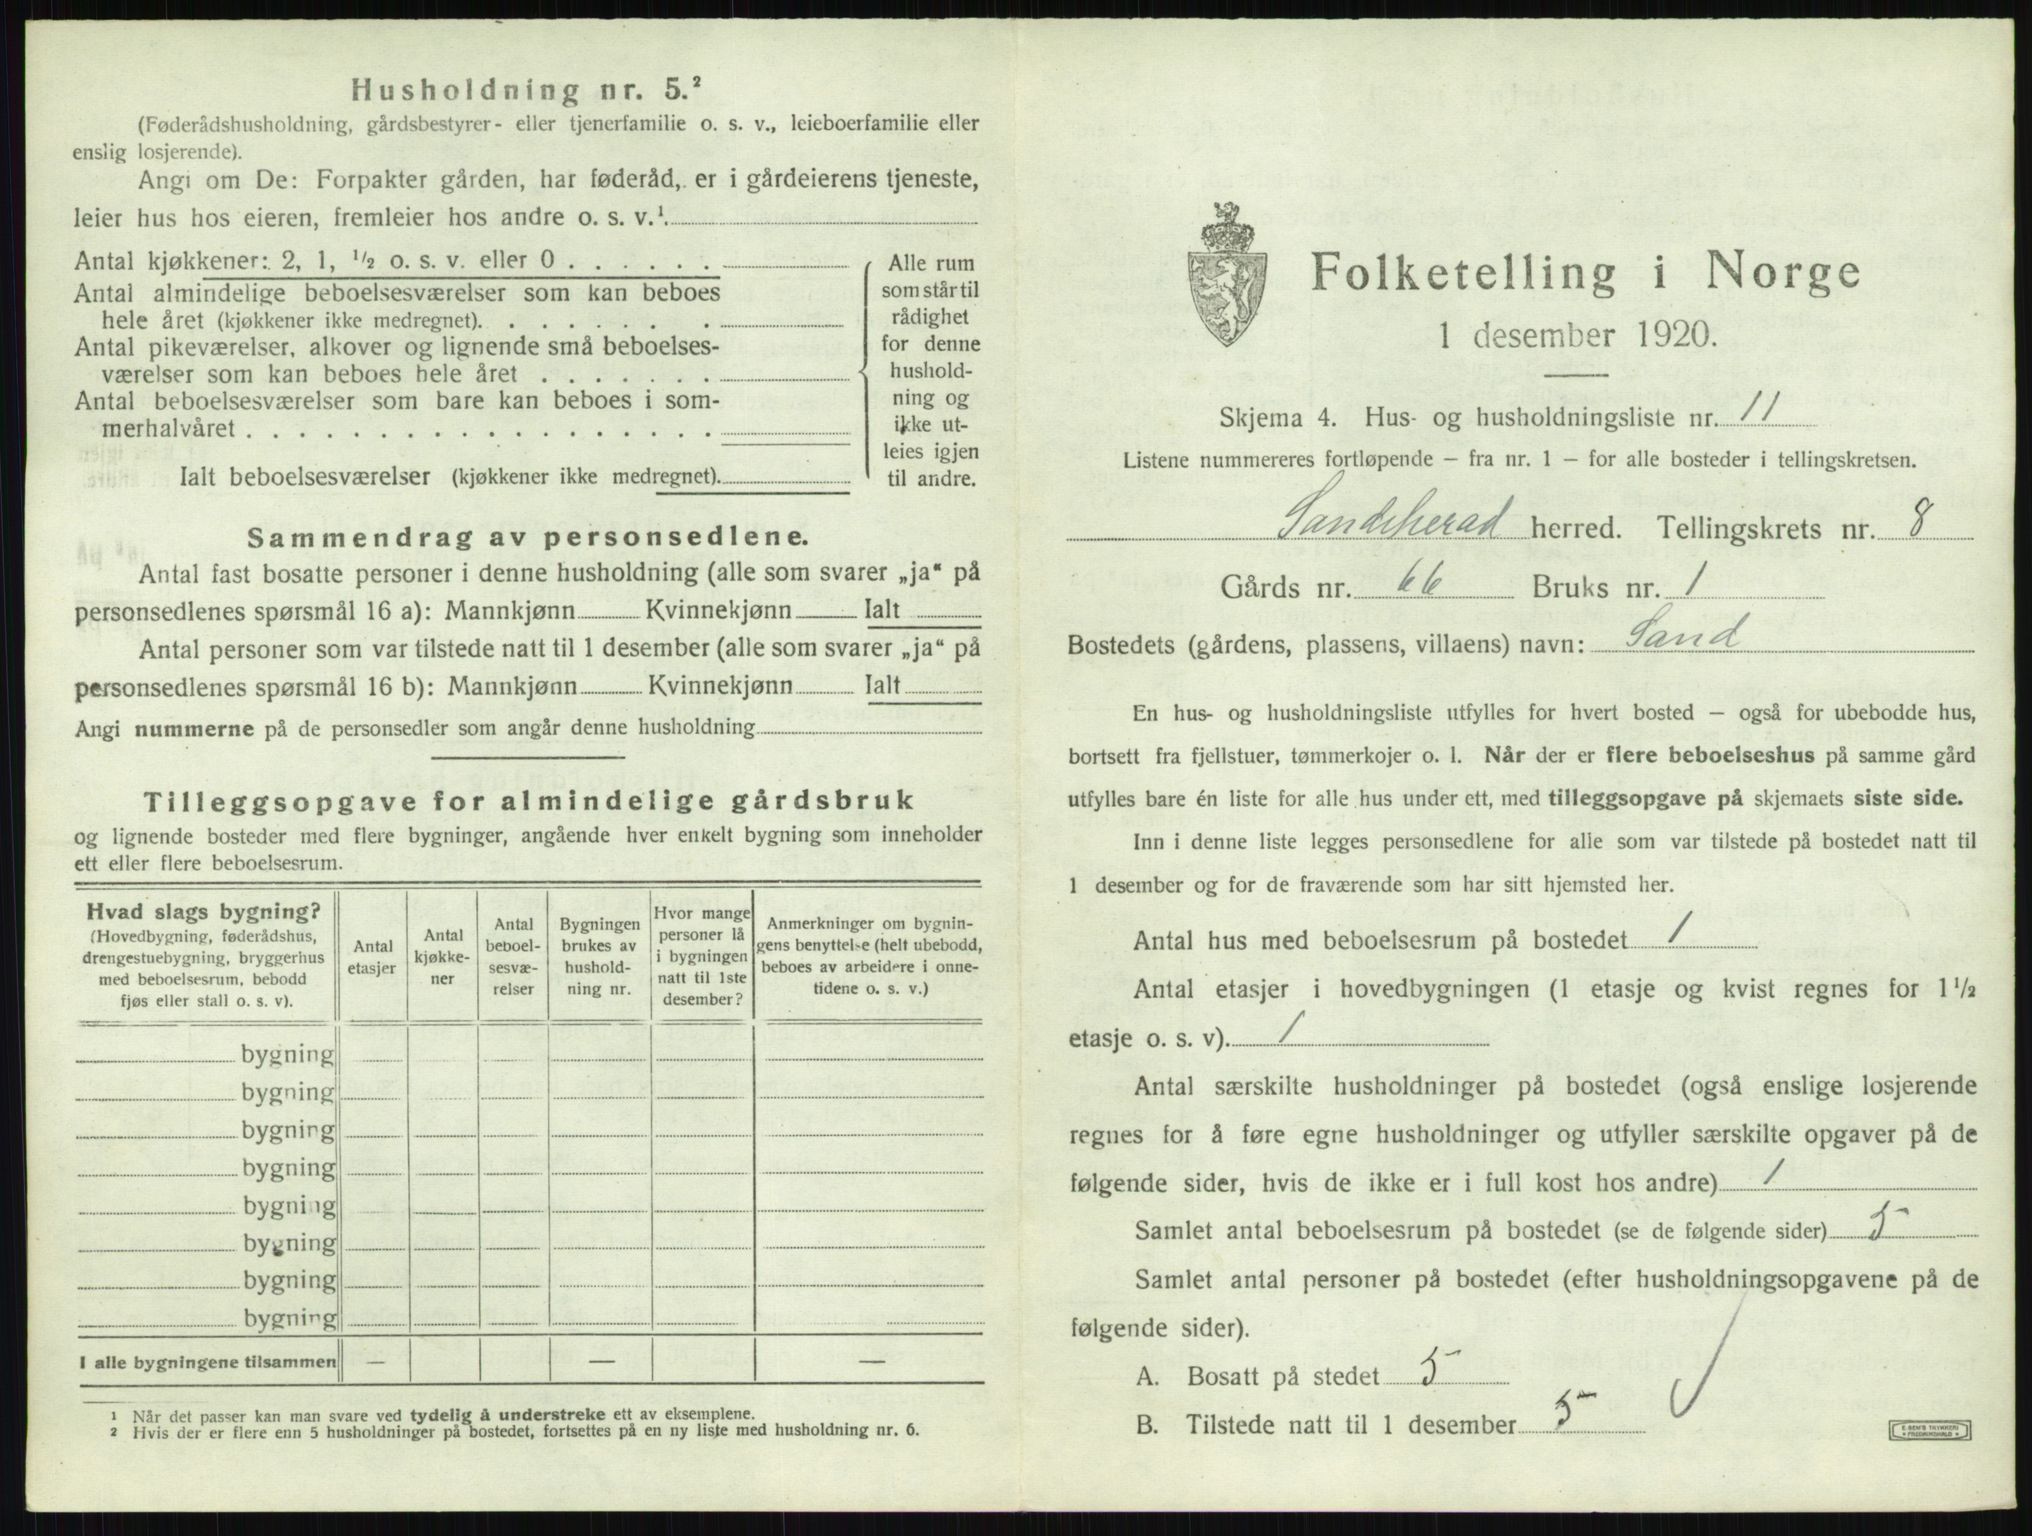 Husholdning nr. 5.²
(Føderådshusholdning, gårdsbestyrer- eller tjenerfamilie o. s. v., leieboerfamilie eller
enslig losjerende).
Angi om De: Forpakter gården, har føderåd, er i gårdeierens tjeneste,
leier hus hos eieren, fremleier hos andre o. s. v.¹.
Antal kjøkkener: 2, 1, ½ o. s. v. eller 0 . . . . . .
Antal almindelige beboelsesværelser som kan beboes
hele året (kjøkkener ikke medregnet). . . . . . . .
Antal pikeværelser, alkover og lignende små beboelses-
værelser som kan beboes hele året . . . . . . .
Antal beboelsesværelser som bare kan beboes i som-
merhalvåret . . . . . . . . . . . . . . . . . .
Ialt beboelsesværelser (kjøkkener ikke medregnet).
Alle rum
som står til
rådighet
for denne
hushold-
ning og
ikke ut-
leies igjen
til andre.
Sammendrag av personsedlene.
Antal fast bosatte personer i denne husholdning (alle som svarer „ja“ på
personsedlenes spørsmål 16 a): Mannkjønn Kvinnekjønn Ialt
Antal personer som var tilstede natt til 1 desember (alle som svarer „ja“ på
personsedlenes spørsmål 16 b): Mannkjønn Kvinnekjønn Ialt
Angi nummerne på de personsedler som angår denne husholdning
Tilleggsopgave for almindelige gårdsbruk
og lignende bosteder med flere bygninger, angående hver enkelt bygning som inneholder
ett eller flere beboelsesrum.
Hvad slags bygning?
(Hovedbygning, føderådshus,
drengestuebygning, bryggerhus
med beboelsesrum, bebodd
fjøs eller stall o. s. v).
Antal
etasjer
Antal
kjøkke-
ner
Antal
beboel-
sesvæ-
relser
Bygningen
brukes av
hushold-
ning nr.
Hvor mange
personer lå
i bygningen
natt til 1ste
desember?
Anmerkninger om bygnin-
gens benyttelse (helt ubebodd,
beboes av arbeidere i onne-
tidene o. s. v.)
bygning
bygning
bygning
bygning
bygning
bygning
bygning
bygning
I alle bygningene tilsammen — — —
¹ Når det passer kan man svare ved tydelig å understreke ett av eksemplene.
² Hvis der er flere enn 5 husholdninger på bostedet, fortsettes på en ny liste med husholdning nr. 6.
Folketelling i Norge
1 desember 1920.
Skjema 4. Hus- og husholdningsliste nr. 11
Listene nummereres fortløpende – fra nr. 1 – for alle bosteder i tellingskretsen.
Sandeherad herred. Tellingskrets nr. 8
Gårds nr. 66 Bruks nr. 1
Bostedets (gårdens, plassens, villaens) navn: Sand
En hus- og husholdningsliste utfylles for hvert bosted – også for ubebodde hus,
bortsett fra fjellstuer, tømmerkojer o. l. Når der er flere beboelseshus på samme gård
utfylles bare én liste for alle hus under ett, med tilleggsopgave på skjemaets siste side.
Inn i denne liste legges personsedlene for alle som var tilstede på bostedet natt til
1 desember og for de fraværende som har sitt hjemsted her.
Antal hus med beboelsesrum på bostedet 1
Antal etasjer i hovedbygningen (1 etasje og kvist regnes for 1½
etasje o. s. v). 1
Antal særskilte husholdninger på bostedet (også enslige losjerende
regnes for å føre egne husholdninger og utfyller særskilte opgaver på de
følgende sider, hvis de ikke er i full kost hos andre) 1
Samlet antal beboelsesrum på bostedet (se de følgende sider) 5
Samlet antal personer på bostedet (efter husholdningsopgavene på de
følgende sider).
A. Bosatt på stedet 5
B. Tilstede natt til 1 desember 5